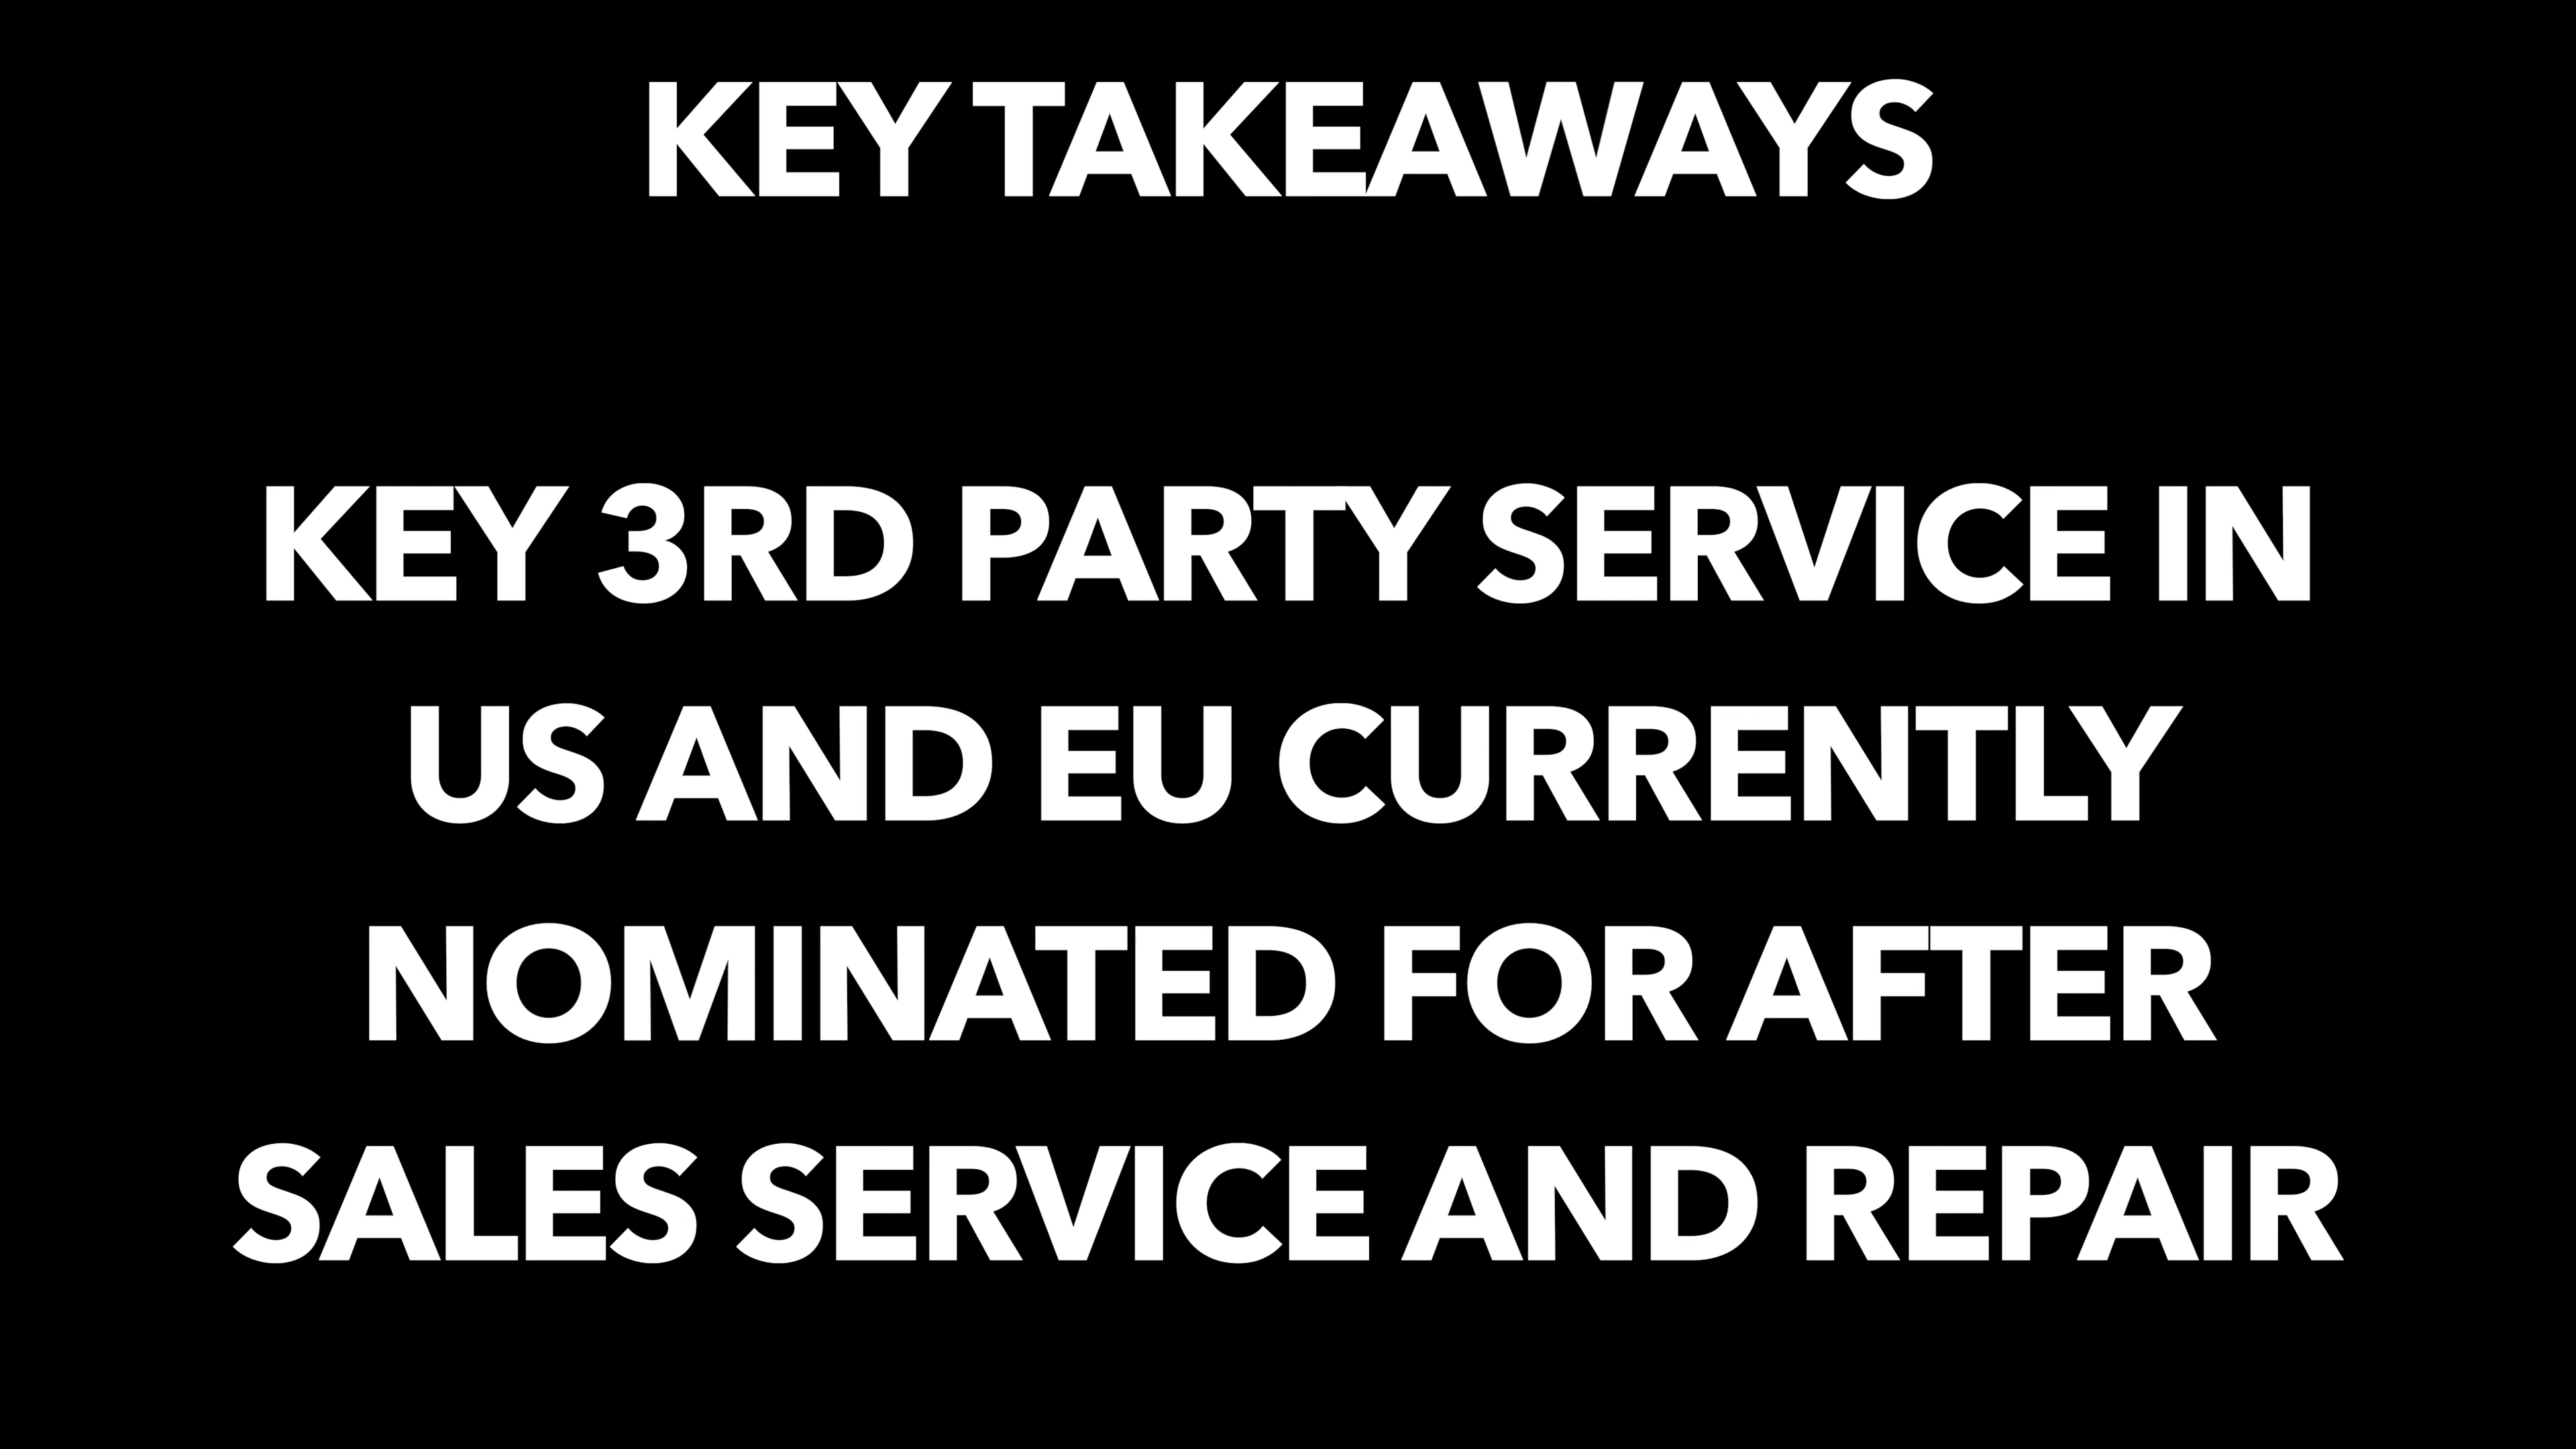 KEY TAKEAWAYS
KEY 3RD PARTY SERVICE IN
US AND EU CURRENTLY
NOMINATED FOR AFTER
SALES SERVICE AND REPAIR